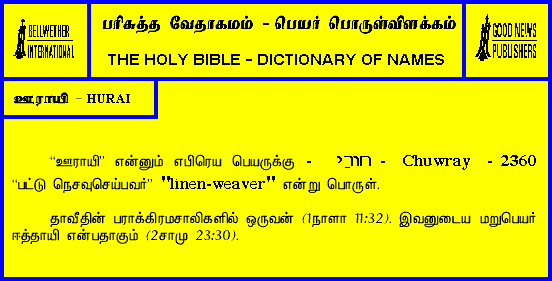 BELLWETHER
INTERNATIONAL
பரிசுத்த வேதாகமம் - பெயர் பொருள்விளக்கம்
THE HOLY BIBLE - DICTIONARY OF NAMES
GOOD NEWS
PUBLISHERS
ஊராயி - HURAI
“ஊராயி” என்னும் எபிரெய பெயருக்கு - חורי - Chuwray - 2360
“பட்டு நெசவுசெய்பவர்” "linen-weaver" என்று பொருள்.
தாவீதின் பராக்கிரமசாலிகளில் ஒருவன் (1நாளா 11:32). இவனுடைய மறுபெயர்
ஈத்தாயி என்பதாகும் (2சாமு 23:30).